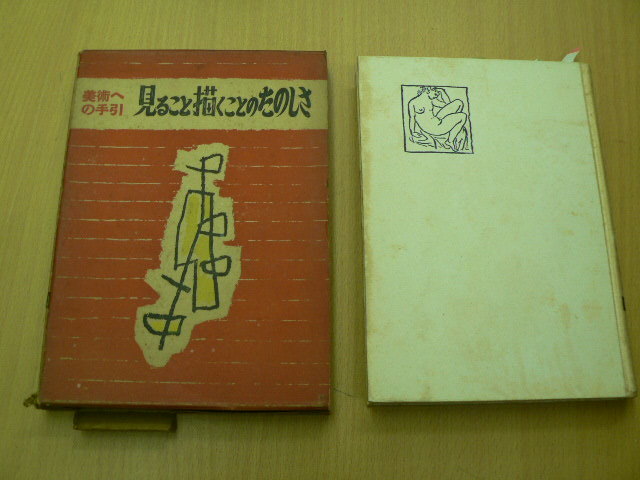 美術へ
の手引
見ること描くことのたのしさ